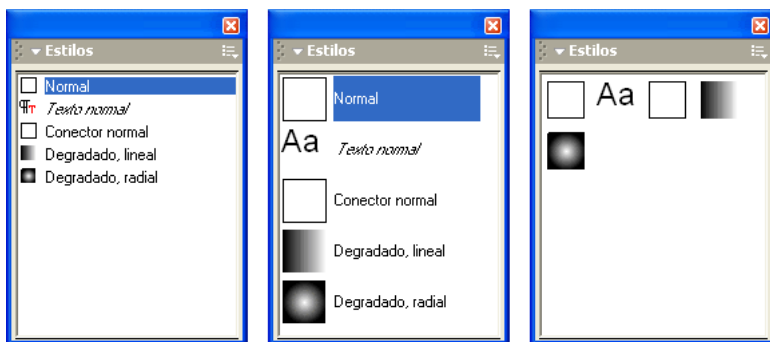 Estilos
Normal
Texto normal
Conector normal
Degradado, lineal
Degradado, radial
Estilos
Normal
Aa Texto normal
Conector normal
Degradado, lineal
Degradado, radial
Estilos
Aa